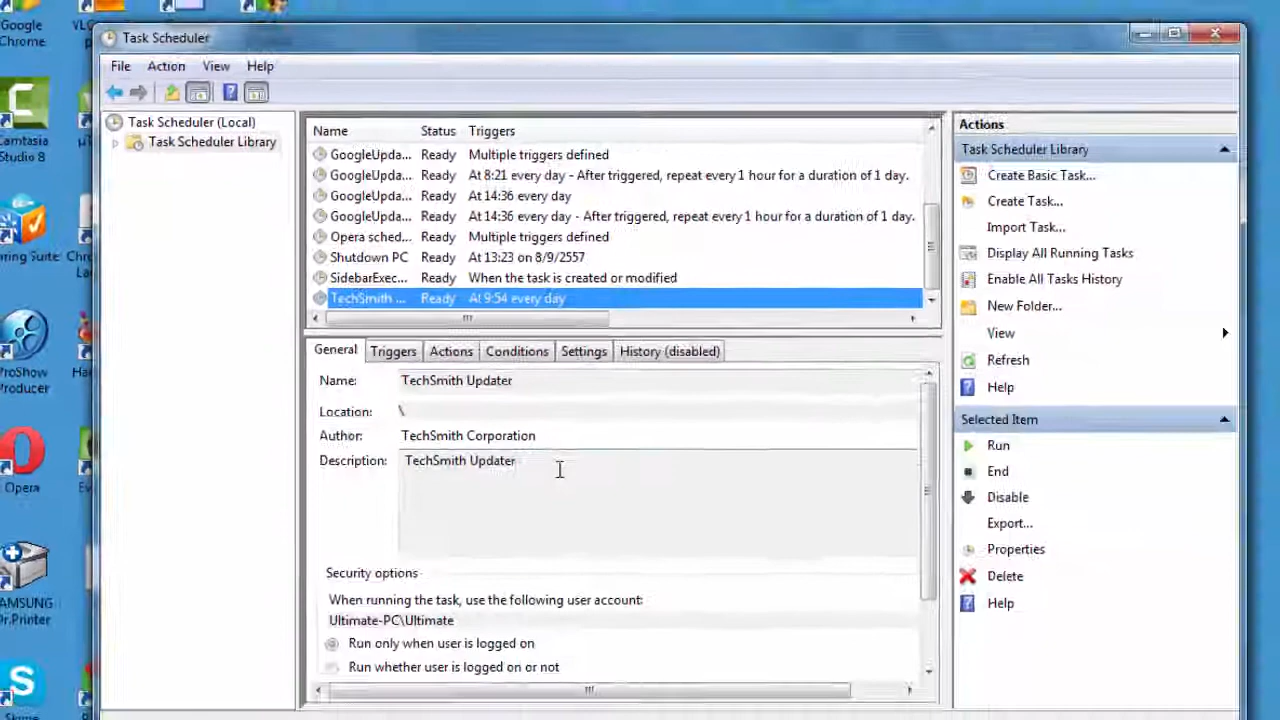 Google
Chrome
VLC
Camtasia
Studio 8
ProShow
Producer
Opera
SAMSUNG
Dr.Printer
Task Scheduler
File Action View Help
Task Scheduler (Local)
Task Scheduler Library
Name Status Triggers
GoogleUpda... Ready Multiple triggers defined
GoogleUpda... Ready At 8:21 every day - After triggered, repeat every 1 hour for a duration of 1 day.
GoogleUpda... Ready At 14:36 every day
GoogleUpda... Ready At 14:36 every day - After triggered, repeat every 1 hour for a duration of 1 day.
Opera sched... Ready Multiple triggers defined
Shutdown PC Ready At 13:23 on 8/9/2557
SidebarExec... Ready When the task is created or modified
TechSmith ... Ready At 9:54 every day
General Triggers Actions Conditions Settings History (disabled)
Name: TechSmith Updater
Location: \
Author: TechSmith Corporation
Description: TechSmith Updater
Security options
When running the task, use the following user account:
Ultimate-PC\Ultimate
Run only when user is logged on
Run whether user is logged on or not
Actions
Task Scheduler Library
Create Basic Task...
Create Task...
Import Task...
Display All Running Tasks
Enable All Tasks History
New Folder...
View
Refresh
Help
Selected Item
Run
End
Disable
Export...
Properties
Delete
Help